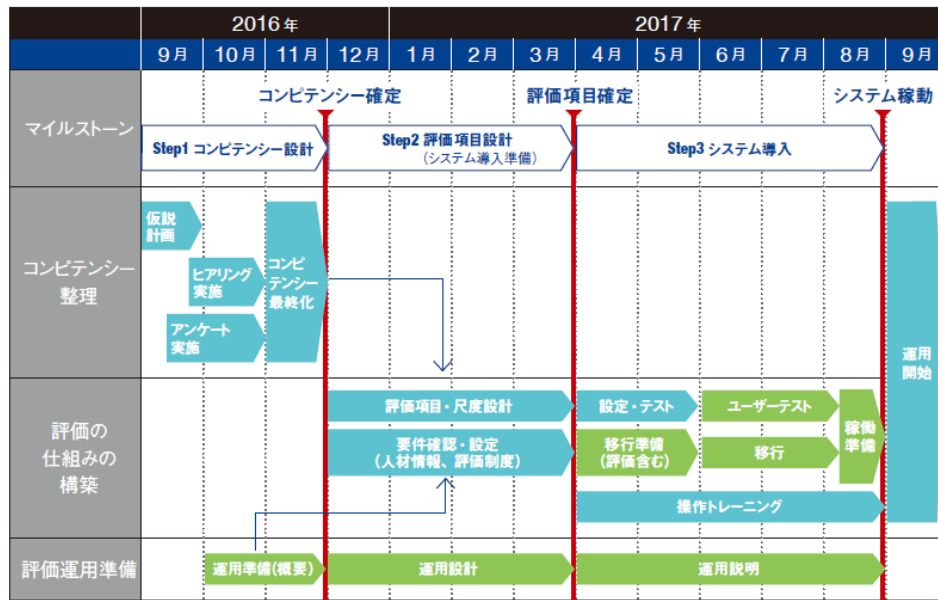 2016年
2017年
9月
10月
11月
12月
1月
2月
3月
4月
5月
6月
7月
8月
9月
マイルストーン
コンピテンシー確定
評価項目確定
システム稼動
Step1 コンピテンシー設計
Step2 評価項目設計
(システム導入準備)
Step3 システム導入
コンピテンシー
整理
仮説
計画
ヒアリング
実施
アンケート
実施
コンピ
テンシー
最終化
運用
開始
評価の
仕組みの
構築
評価項目・尺度設計
要件確認・設定
(人材情報、評価制度)
設定・テスト
移行準備
(評価含む)
ユーザーテスト
移行
稼働
準備
操作トレーニング
評価運用準備
運用準備(概要)
運用設計
運用説明